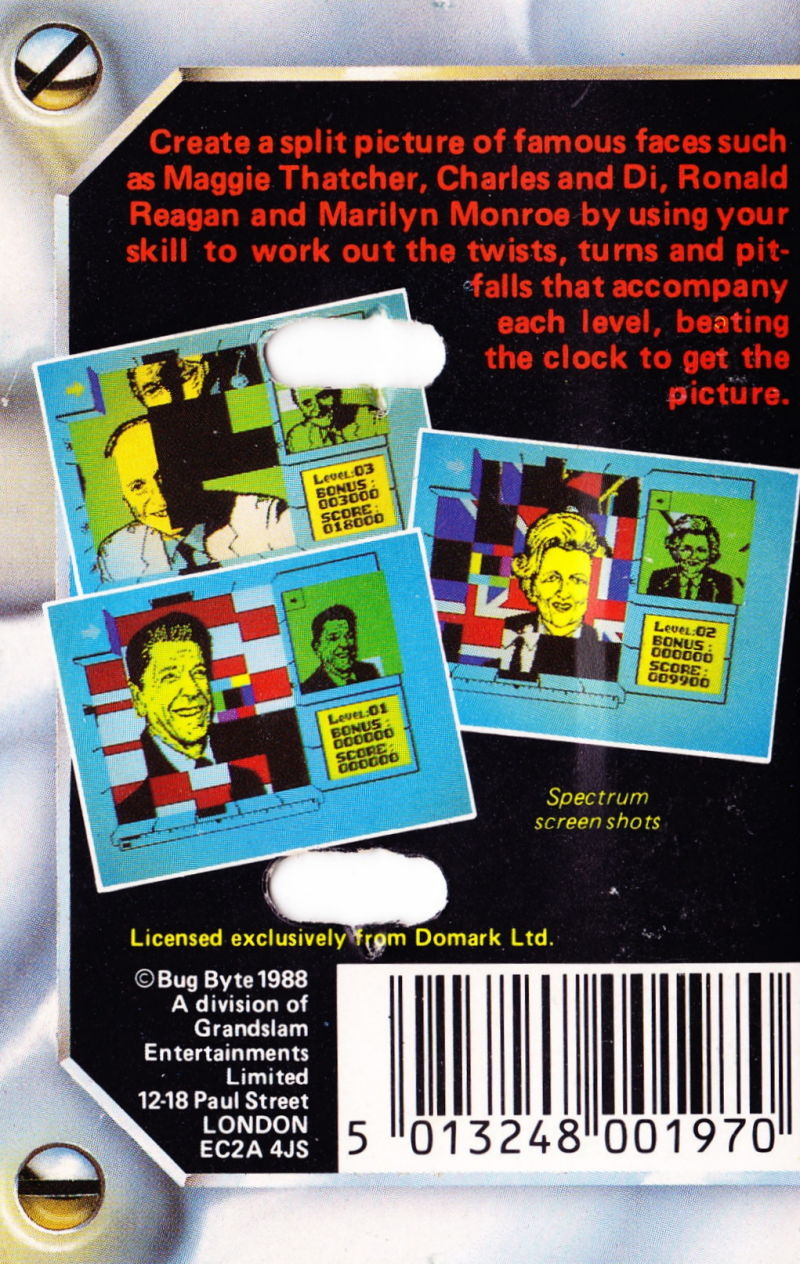 Create a split picture of famous faces such
as Maggie Thatcher, Charles and Di, Ronald
Reagan and Marilyn Monroe by using your
skill to work out the twists, turns and pit-
falls that accompany
each level, beating
the clock to get the
picture.
LEVEL:03
BONUS:
003000
SCORE:
018000
LEVEL:02
BONUS:
000000
SCORE:
009900
LEVEL:01
BONUS:
000000
SCORE:
000000
Spectrum
screen shots
Licensed exclusively from Domark Ltd.
©Bug Byte 1988
A division of
Grandslam
Entertainments
Limited
12-18 Paul Street
LONDON
EC2A 4JS
5 013248 001970